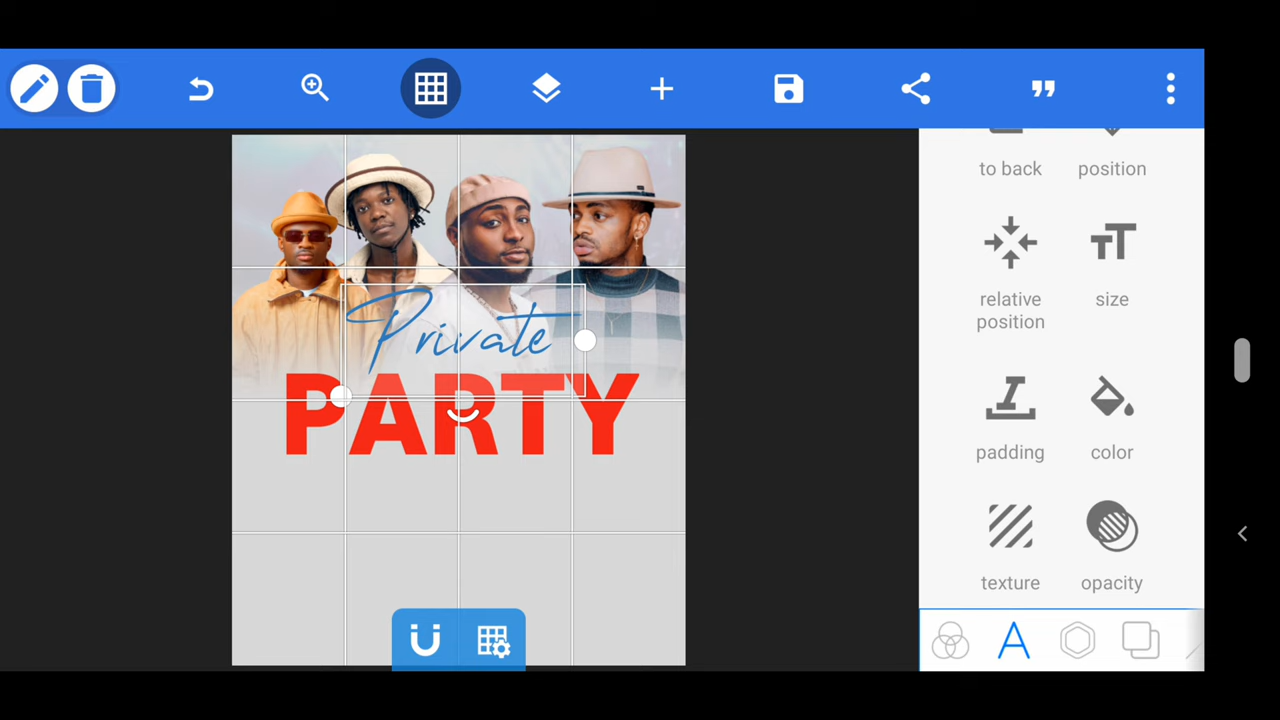 to back
position
relative
position
size
Private
PARTY
padding
color
texture
opacity